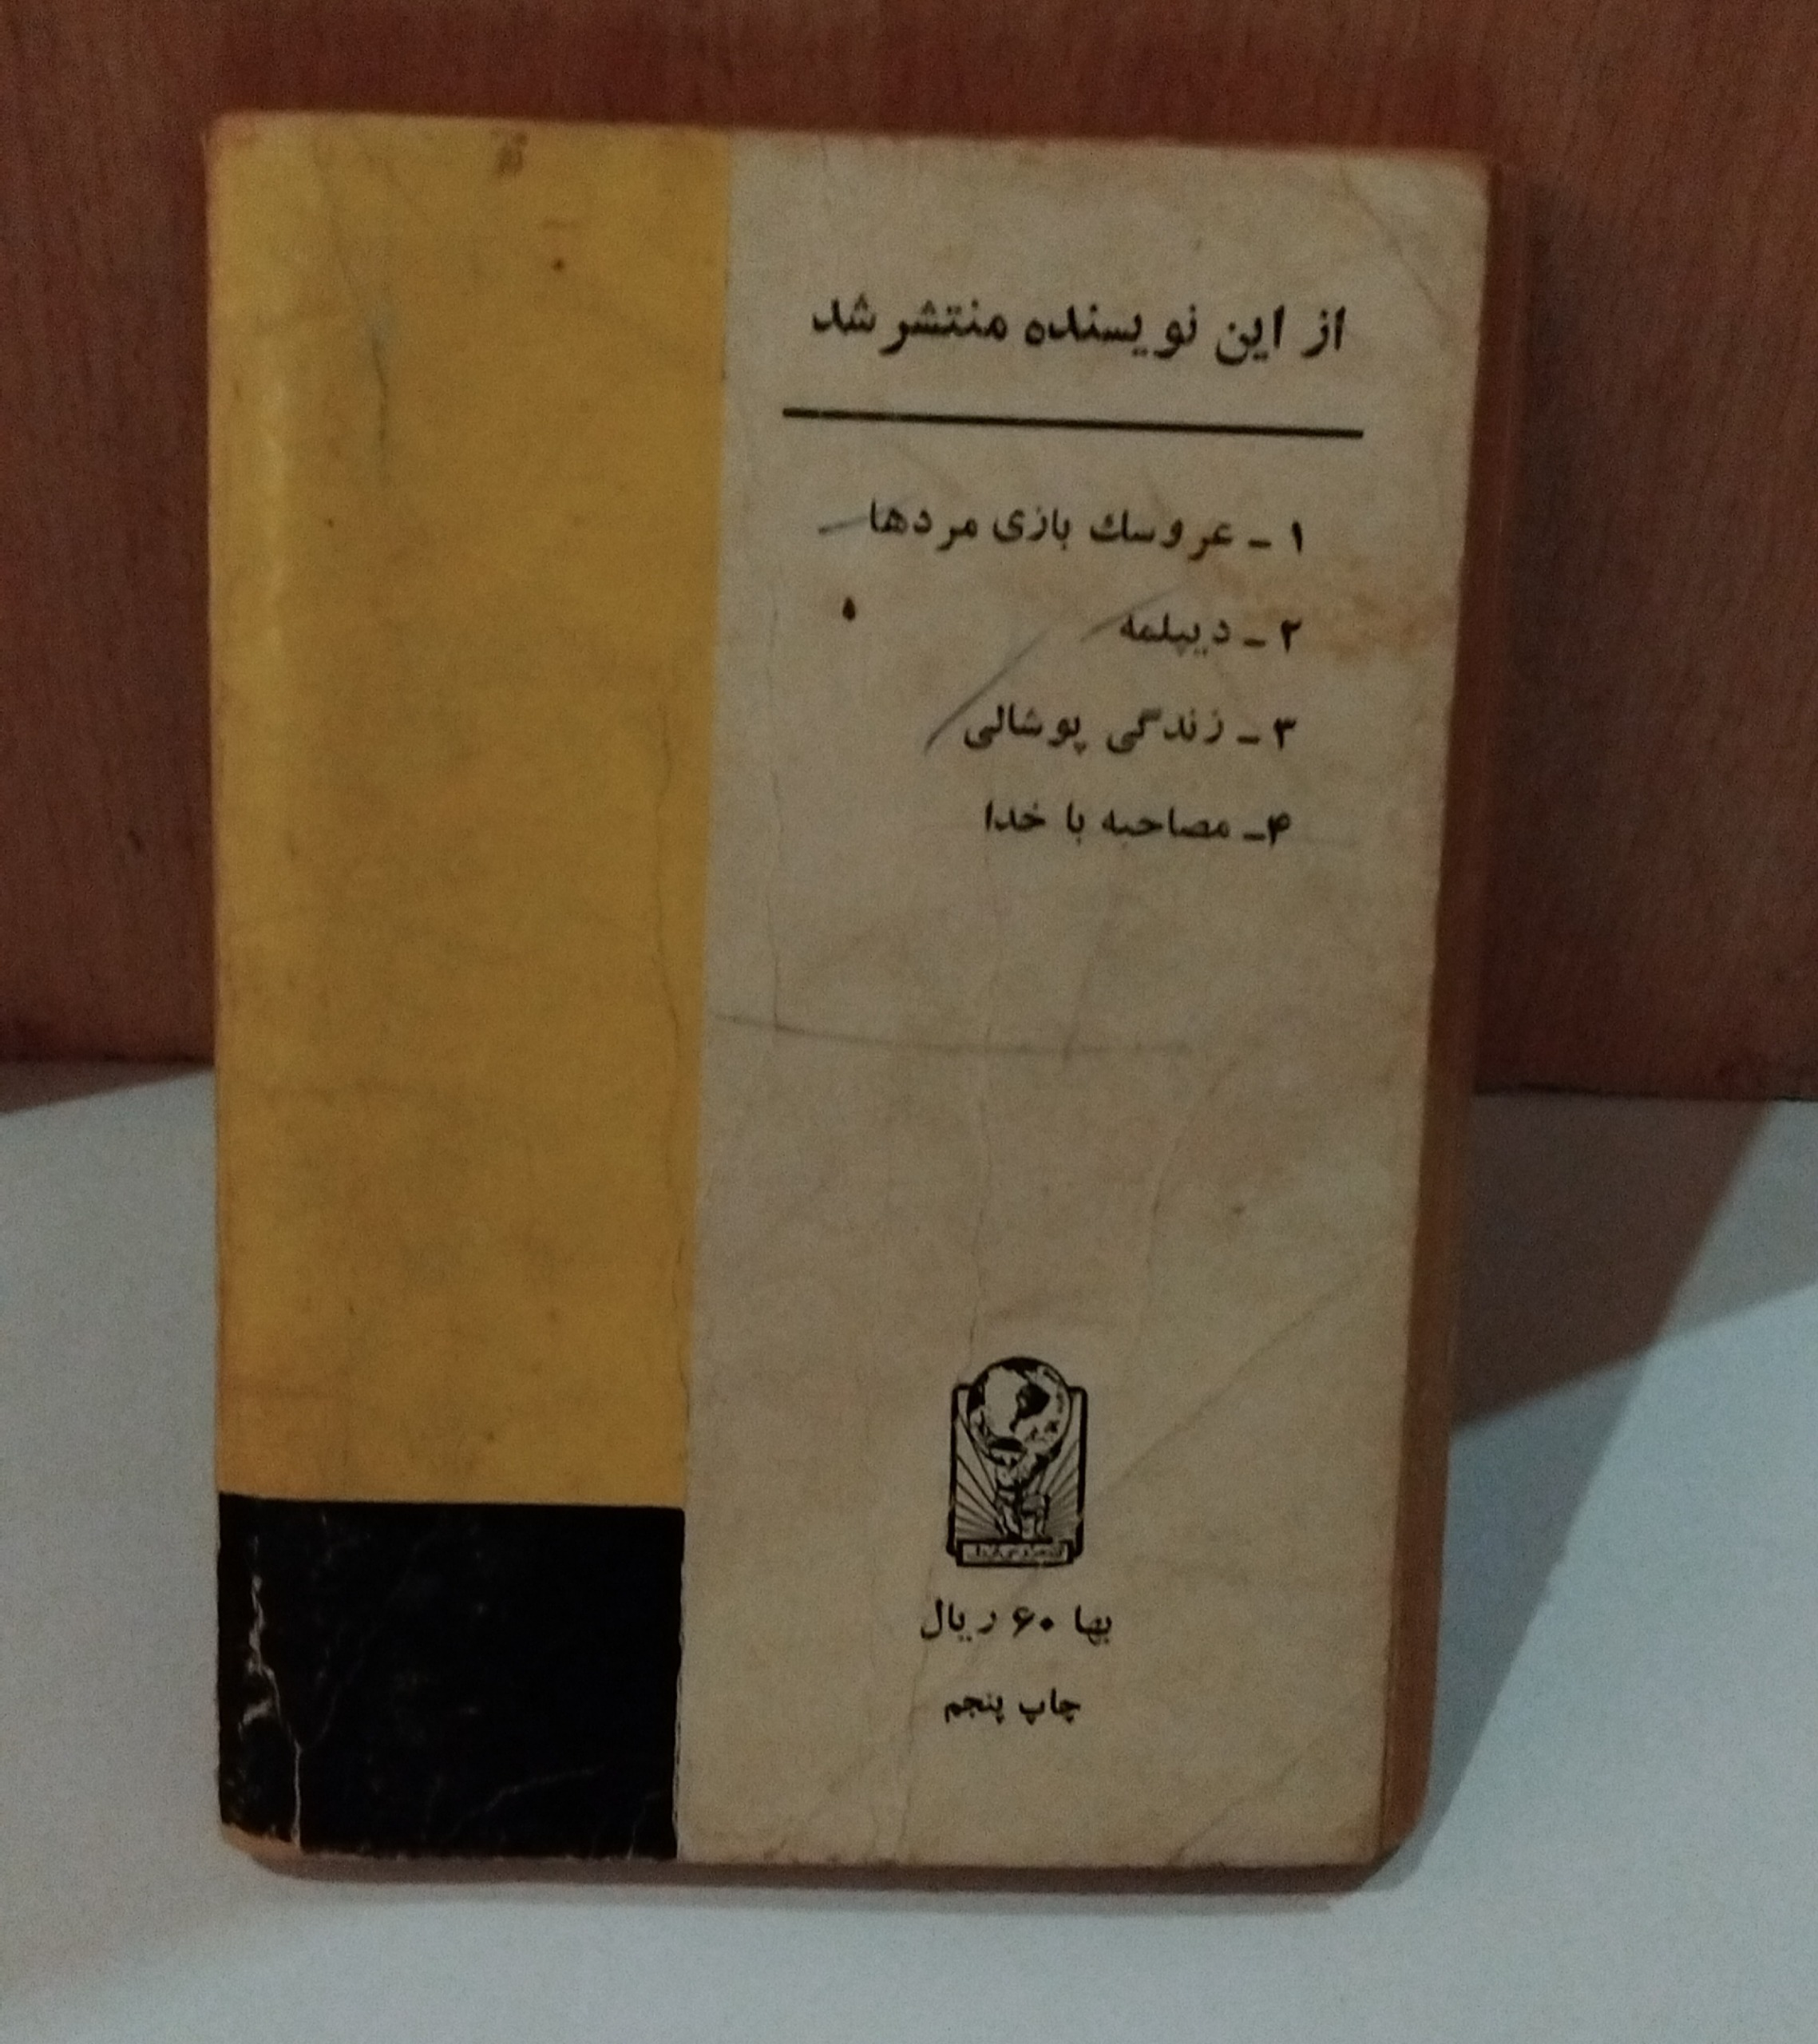 از این نویسنده منتشر شد
۱ - عروسك بازی مردها
۲ - دیپلمه
۳ - زندگی پوشالی
۴ - مصاحبه با خدا
بها ۶۰ ریال
چاپ پنجم